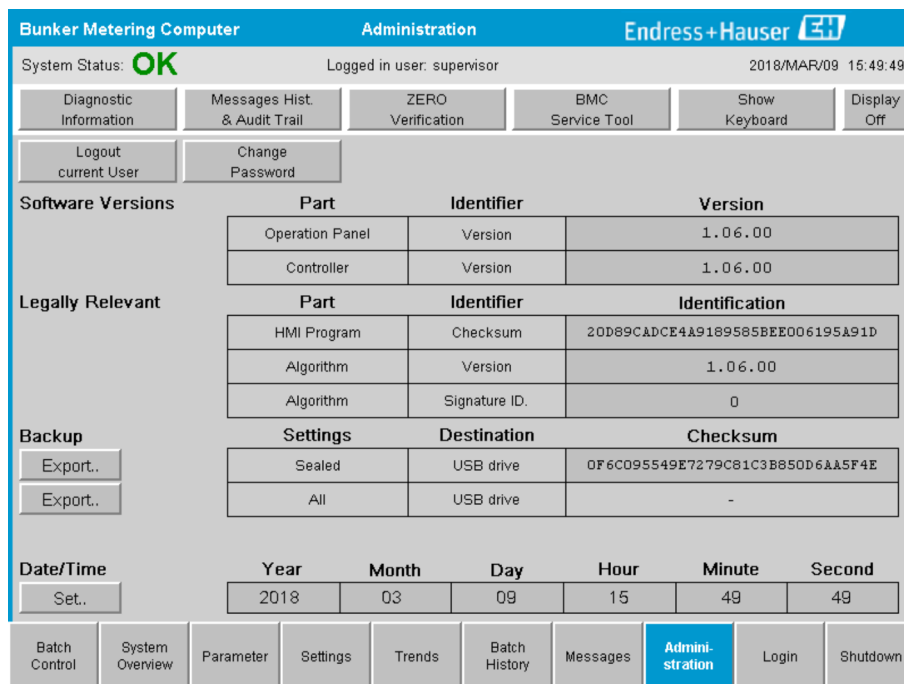 Bunker Metering Computer Administration Endress+Hauser EH
System Status: OK Logged in user: supervisor 2018/MAR/09 15:49:49
Diagnostic Information
Messages Hist. & Audit Trail
ZERO Verification
BMC Service Tool
Show Keyboard
Display Off
Logout current User
Change Password
Software Versions Part Identifier Version
Operation Panel Version 1.06.00
Controller Version 1.06.00
Legally Relevant Part Identifier Identification
HMI Program Checksum 20D89CADCE4A9189585BEE006195A91D
Algorithm Version 1.06.00
Algorithm Signature ID. 0
Backup Settings Destination Checksum
Export.. Sealed USB drive 0F6C095549E7279C81C3B850D6AA5F4E
Export.. All USB drive -
Date/Time Year Month Day Hour Minute Second
Set.. 2018 03 09 15 49 49
Batch Control
System Overview
Parameter
Settings
Trends
Batch History
Messages
Admini-stration
Login
Shutdown